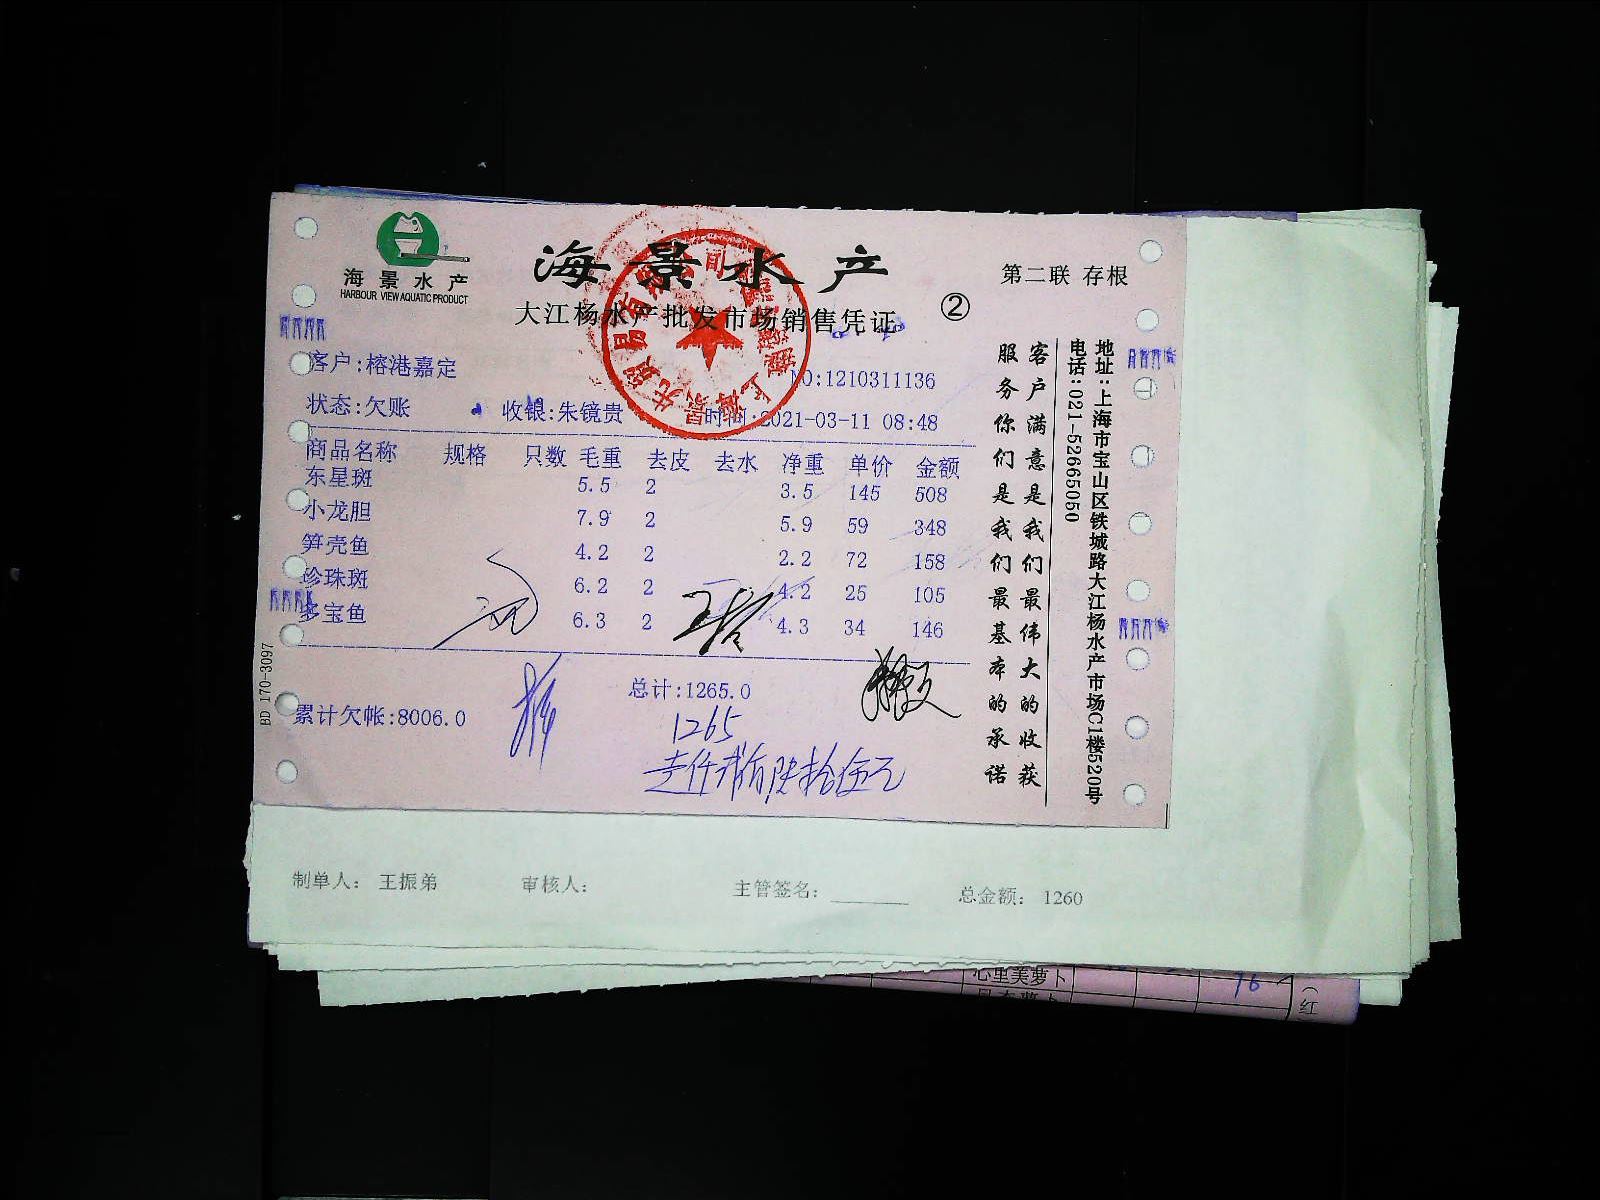 海景水产
HARBOUR VIEW AQUATIC PRODUCT
海景水产
大江杨水产批发市场销售凭证
②
第二联 存根
客户:榕港嘉定
NO:1210311136
状态:欠账 收银:朱镜贵 时间:2021-03-11 08:48
商品名称 规格 只数 毛重 去皮 去水 净重 单价 金额
东星斑 5.5 2 3.5 145 508
小龙胆 7.9 2 5.9 59 348
笋壳鱼 4.2 2 2.2 72 158
珍珠斑 6.2 2 4.2 25 105
多宝鱼 6.3 2 4.3 34 146
总计:1265.0
累计欠帐:8006.0
1265
BD 170-3097
客户满意是我们最伟大的收获
服务你们是我们最基本的承诺
地址:上海市宝山区铁城路大江杨水产市场C1楼520号
电话:021-52665050
制单人: 王振弟 审核人: 主管签名: 总金额: 1260
心里美萝卜 76
(红